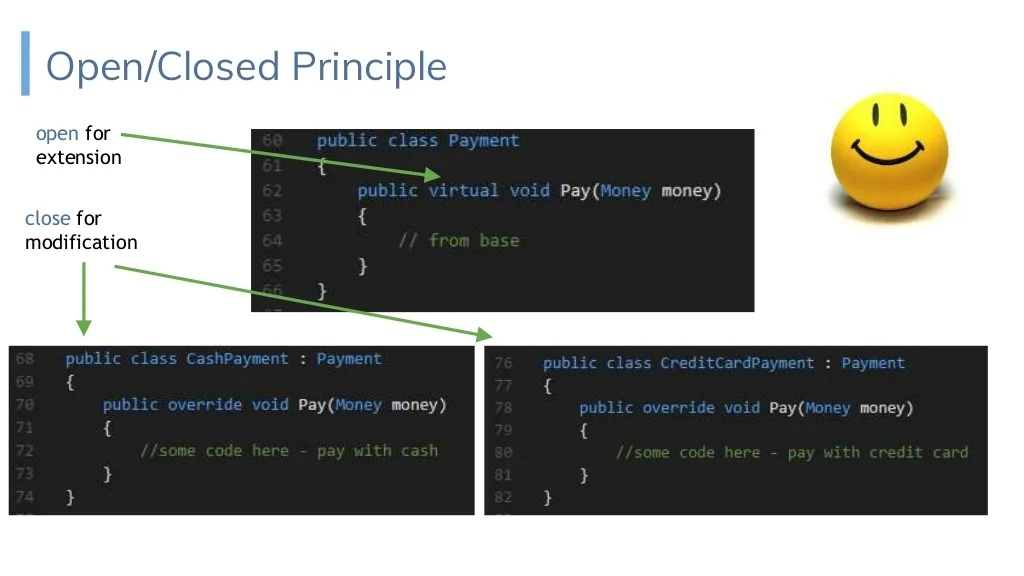 Open/Closed Principle
open for
extension
close for
modification
60 public class Payment
61 {
62 public virtual void Pay(Money money)
63 {
64 // from base
65 }
66 }
68 public class CashPayment : Payment
69 {
70 public override void Pay(Money money)
71 {
72 //some code here - pay with cash
73 }
74 }
76 public class CreditCardPayment : Payment
77 {
78 public override void Pay(Money money)
79 {
80 //some code here - pay with credit card
81 }
82 }